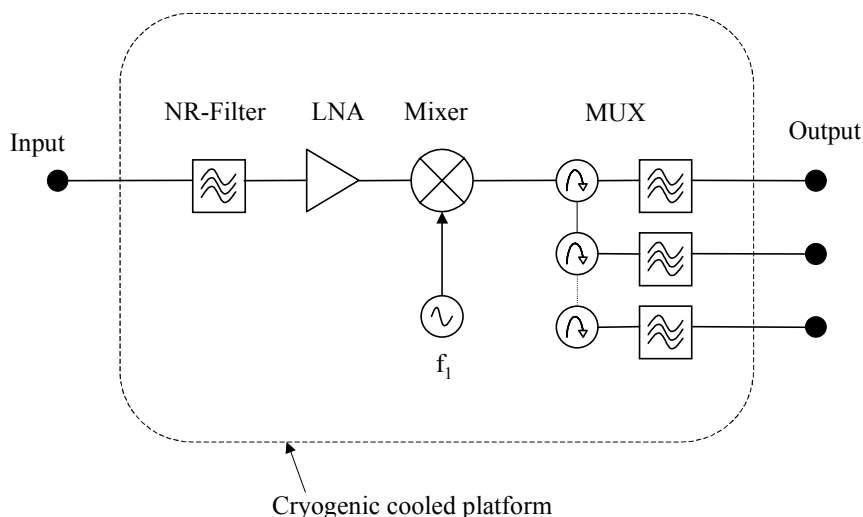 NR-Filter
LNA
Mixer
MUX
Input
Output
f₁
Cryogenic cooled platform